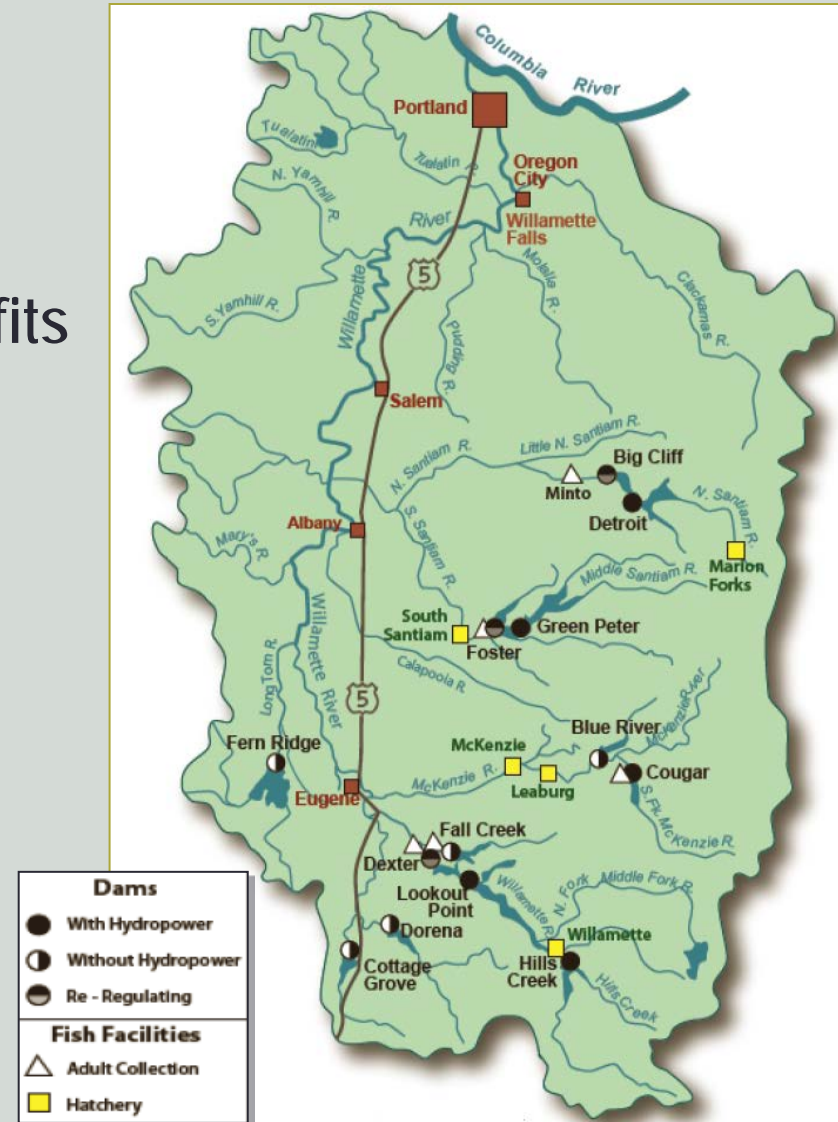 Columbia
River
Portland
Tualatin
Tualatin R.
Oregon
City
N. Yamhill
R.
River
Willamette
Falls
5
Molalla R.
Clackamas R.
Willamette
S. Yamhill R.
Pudding R.
fits
Salem
Little N. Santiam R.
N. Santiam R.
Big Cliff
Minto
N. Santiam R.
Detroit
S. Santiam R.
Albany
Mary's R.
Marion
Forks
Middle Santiam R.
Willamette River
South
Santiam
Green Peter
Foster
Long Tom R.
Calapooia R.
5
McKenzie River
Blue River
Fern Ridge
McKenzie
Cougar
McKenzie R.
Leaburg
Eugene
S. Fk. McKenzie R.
Fall Creek
Dexter
Lookout
Point
Willamette R.
N. Fork Middle Fork R.
Dorena
Willamette
Cottage
Grove
Hills
Creek
Hills Creek
Dams
With Hydropower
Without Hydropower
Re - Regulating
Fish Facilities
Adult Collection
Hatchery